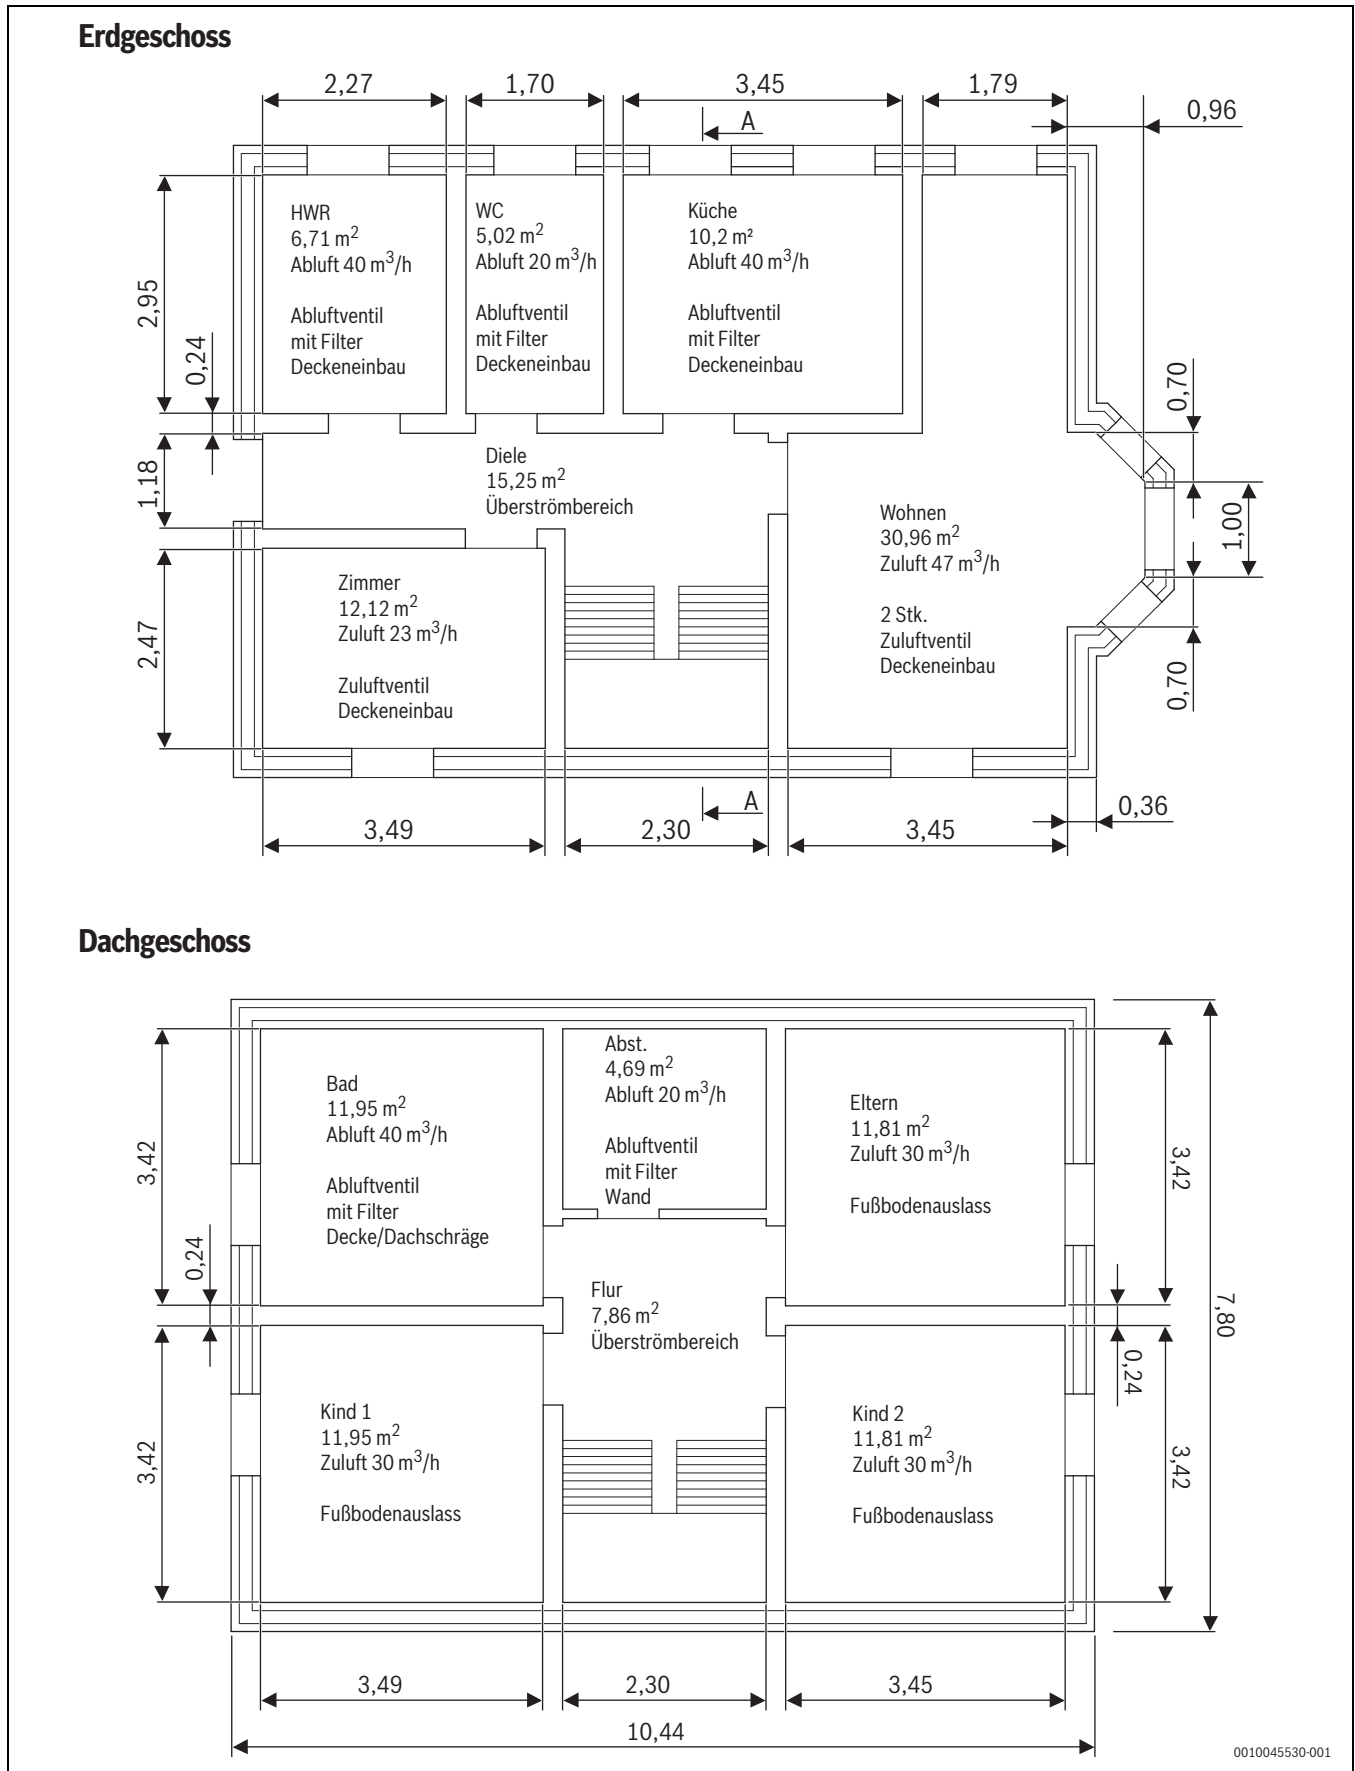 Erdgeschoss
2,27
1,70
3,45
1,79
0,96
A
HWR
6,71 m²
Abluft 40 m³/h
Abluftventil
mit Filter
Deckeneinbau
WC
5,02 m²
Abluft 20 m³/h
Abluftventil
mit Filter
Deckeneinbau
Küche
10,2 m²
Abluft 40 m³/h
Abluftventil
mit Filter
Deckeneinbau
2,95
0,24
1,18
2,47
Diele
15,25 m²
Überströmbereich
Zimmer
12,12 m²
Zuluft 23 m³/h
Zuluftventil
Deckeneinbau
Wohnen
30,96 m²
Zuluft 47 m³/h
2 Stk.
Zuluftventil
Deckeneinbau
0,70
1,00
0,70
A
0,36
3,49
2,30
3,45
Dachgeschoss
Bad
11,95 m²
Abluft 40 m³/h
Abluftventil
mit Filter
Decke/Dachschräge
Abst.
4,69 m²
Abluft 20 m³/h
Abluftventil
mit Filter
Wand
Eltern
11,81 m²
Zuluft 30 m³/h
Fußbodenauslass
3,42
0,24
3,42
3,42
0,24
3,42
7,80
Flur
7,86 m²
Überströmbereich
Kind 1
11,95 m²
Zuluft 30 m³/h
Fußbodenauslass
Kind 2
11,81 m²
Zuluft 30 m³/h
Fußbodenauslass
3,49
2,30
3,45
10,44
0010045530-001